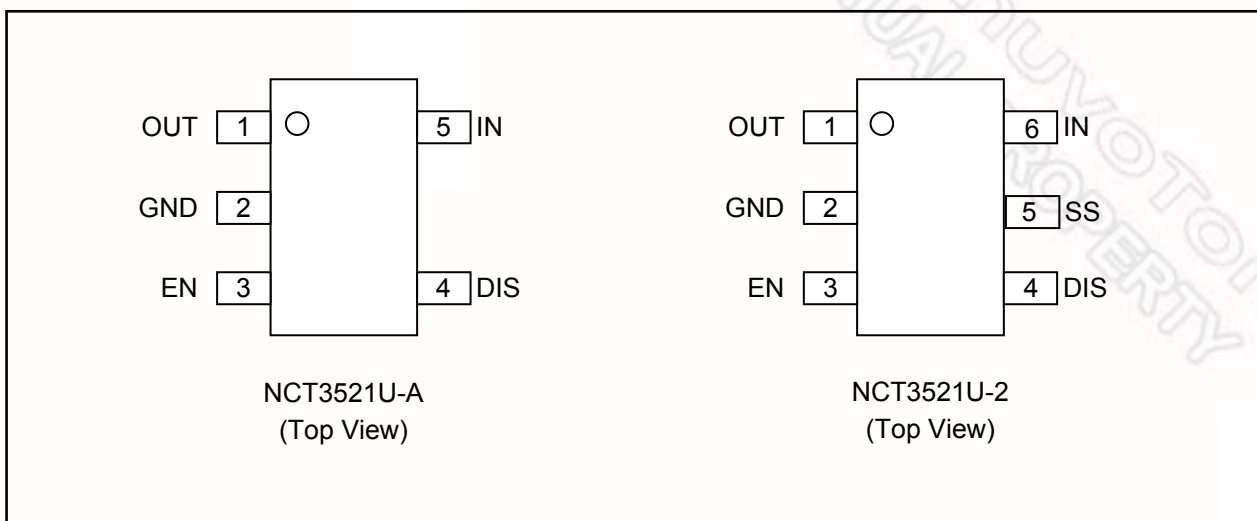 OUT 1 5 IN
GND 2
EN 3 4 DIS
NCT3521U-A
(Top View)
OUT 1 6 IN
GND 2 5 SS
EN 3 4 DIS
NCT3521U-2
(Top View)